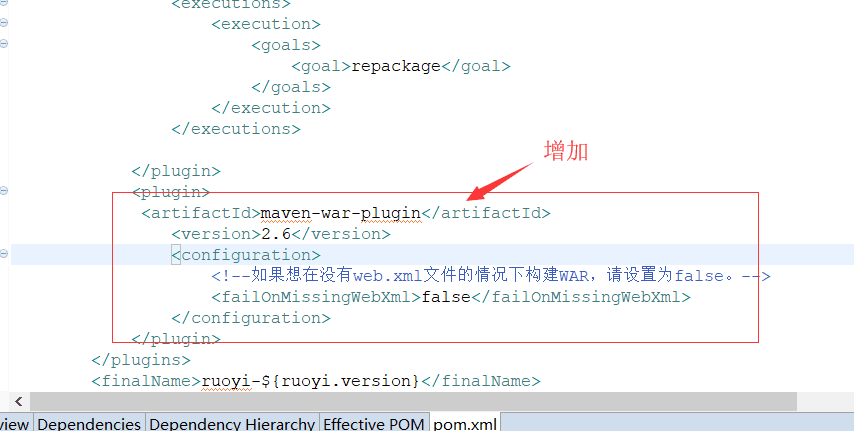 <executions>
<execution>
<goals>
<goal>repackage</goal>
</goals>
</execution>
</executions>
增加
</plugin>
<plugin>
<artifactId>maven-war-plugin</artifactId>
<version>2.6</version>
<configuration>
<!--如果想在没有web.xml文件的情况下构建WAR，请设置为false。-->
<failOnMissingWebXml>false</failOnMissingWebXml>
</configuration>
</plugin>
</plugins>
<finalName>ruoyi-${ruoyi.version}</finalName>
view Dependencies Dependency Hierarchy Effective POM pom.xml